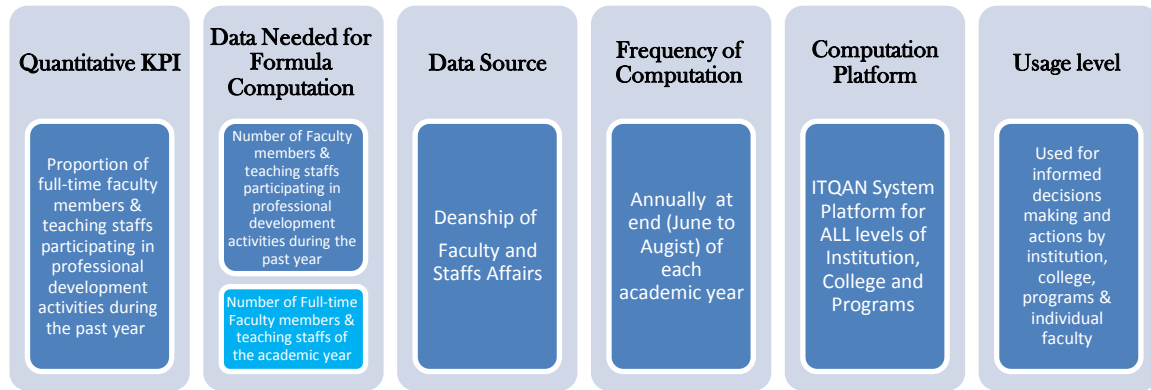 Quantitative KPI
Proportion of
full-time faculty
members &
teaching staffs
participating in
professional
development
activities during
the past year
Data Needed for
Formula
Computation
Number of Faculty
members &
teaching staffs
participating in
professional
development
activities during the
past year
Number of Full-time
Faculty members &
teaching staffs of
the academic year
Data Source
Deanship of
Faculty and
Staffs Affairs
Frequency of
Computation
Annually at
end (June to
Augist) of
each
academic year
Computation
Platform
ITQAN System
Platform for
ALL levels of
Institution,
College and
Programs
Usage level
Used for
informed
decisions
making and
actions by
institution,
college,
programs &
individual
faculty